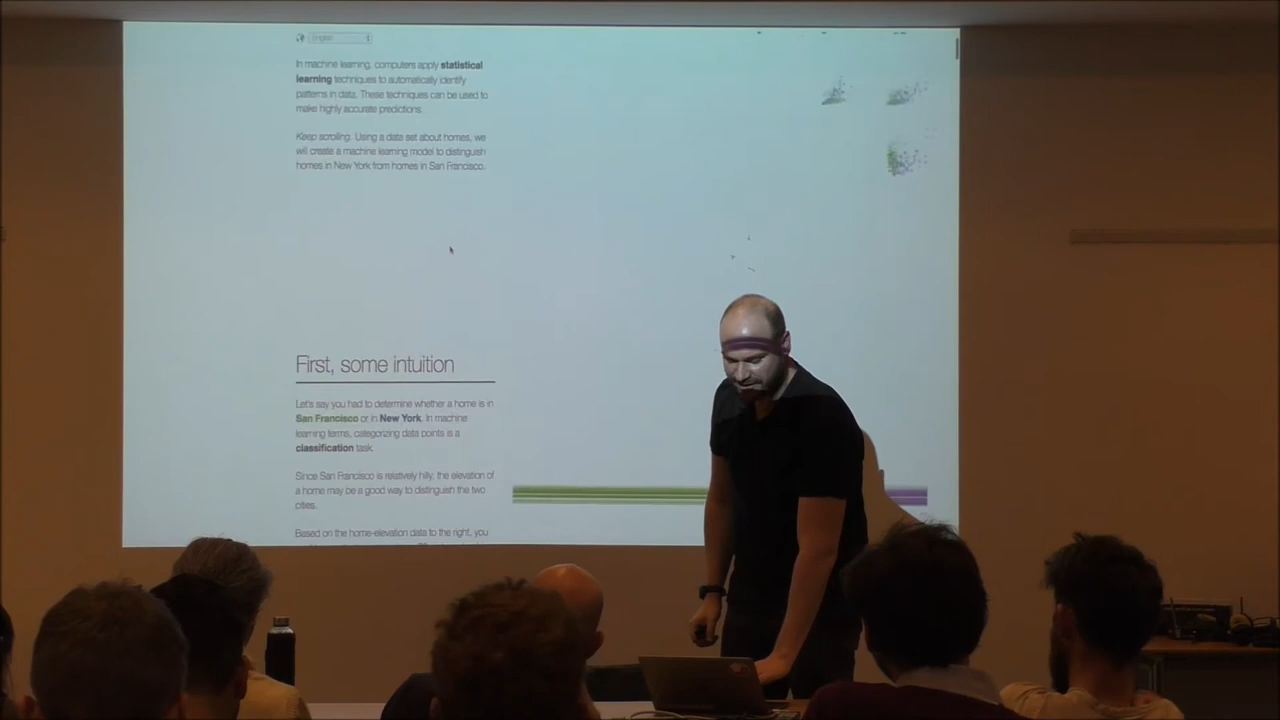 English
In machine learning, computers apply statistical
learning techniques to automatically identify
patterns in data. These techniques can be used to
make highly accurate predictions.
Keep scrolling. Using a data set about homes, we
will create a machine learning model to distinguish
homes in New York from homes in San Francisco.
First, some intuition
Let's say you had to determine whether a home is in
San Francisco or in New York. In machine
learning terms, categorizing data points is a
classification task.
Since San Francisco is relatively hilly, the elevation of
a home may be a good way to distinguish the two
cities.
Based on the home-elevation data to the right, you